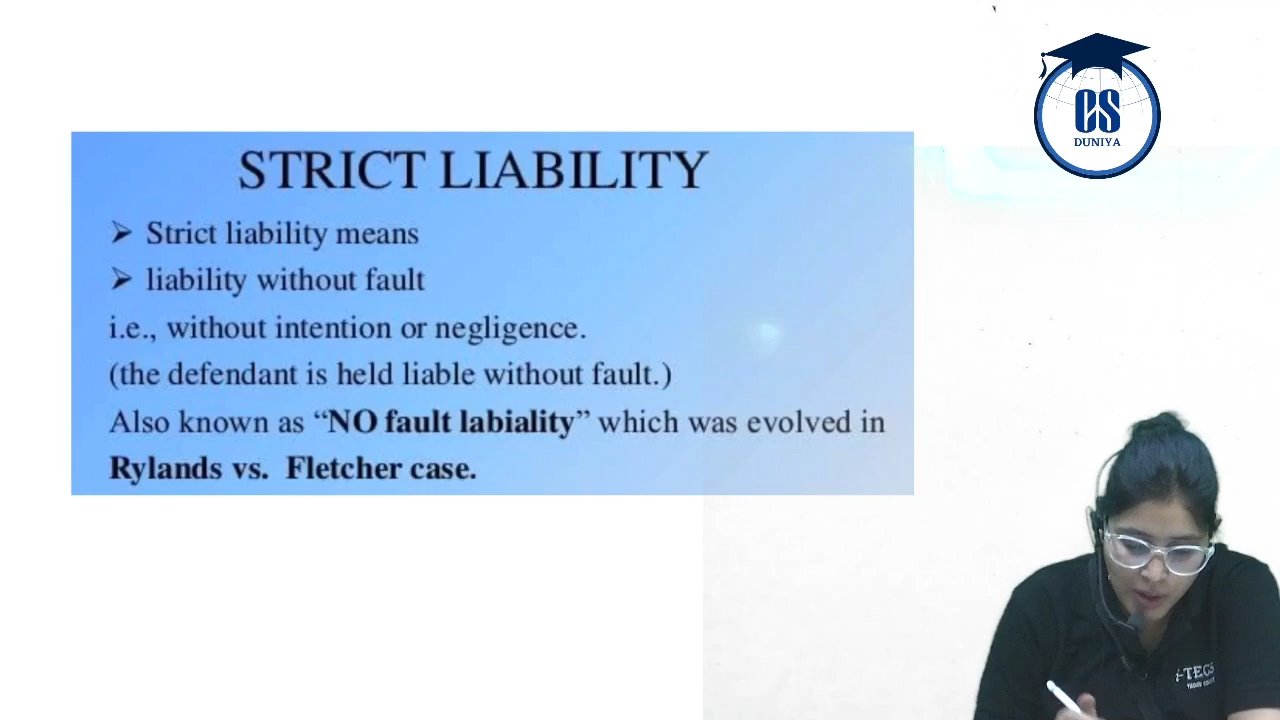 STRICT LIABILITY
➢ Strict liability means
➢ liability without fault
i.e., without intention or negligence.
(the defendant is held liable without fault.)
Also known as “NO fault labiality” which was evolved in
Rylands vs. Fletcher case.
CS
DUNIYA
i-TECS